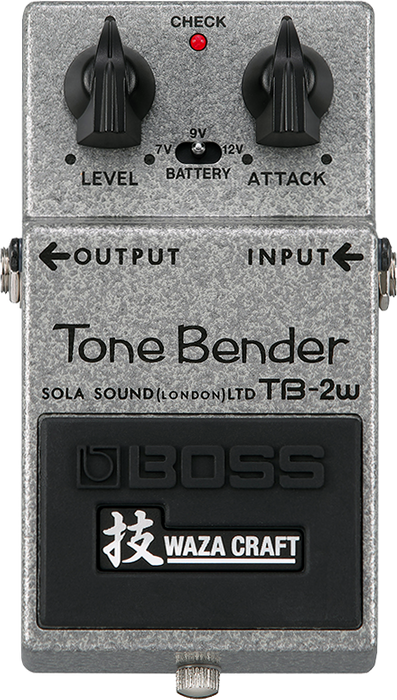 CHECK
9V
7V 12V
LEVEL BATTERY ATTACK
OUTPUT INPUT
Tone Bender
SOLA SOUND (LONDON) LTD TB-2w
BOSS
技 WAZA CRAFT